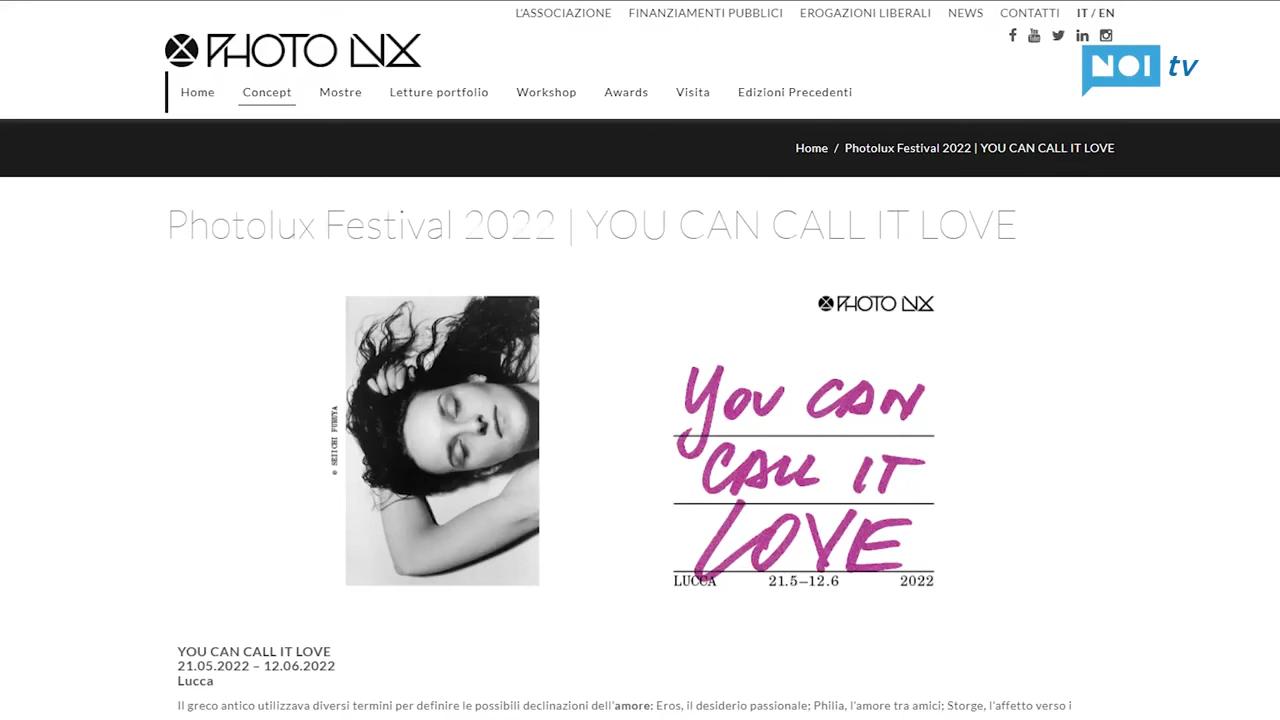 L'ASSOCIAZIONE FINANZIAMENTI PUBBLICI EROGAZIONI LIBERALI NEWS CONTATTI IT / EN
PHOTO LUX
NOI tv
Home Concept Mostre Letture portfolio Workshop Awards Visita Edizioni Precedenti
Home / Photolux Festival 2022 | YOU CAN CALL IT LOVE
Photolux Festival 2022 | YOU CAN CALL IT LOVE
© SEIICHI FURUYA
PHOTO LUX
YOU CAN
CALL IT
LOVE
LUCCA 21.5–12.6 2022
YOU CAN CALL IT LOVE
21.05.2022 – 12.06.2022
Lucca
Il greco antico utilizzava diversi termini per definire le possibili declinazioni dell'amore: Eros, il desiderio passionale; Philia, l'amore tra amici; Storge, l'affetto verso i